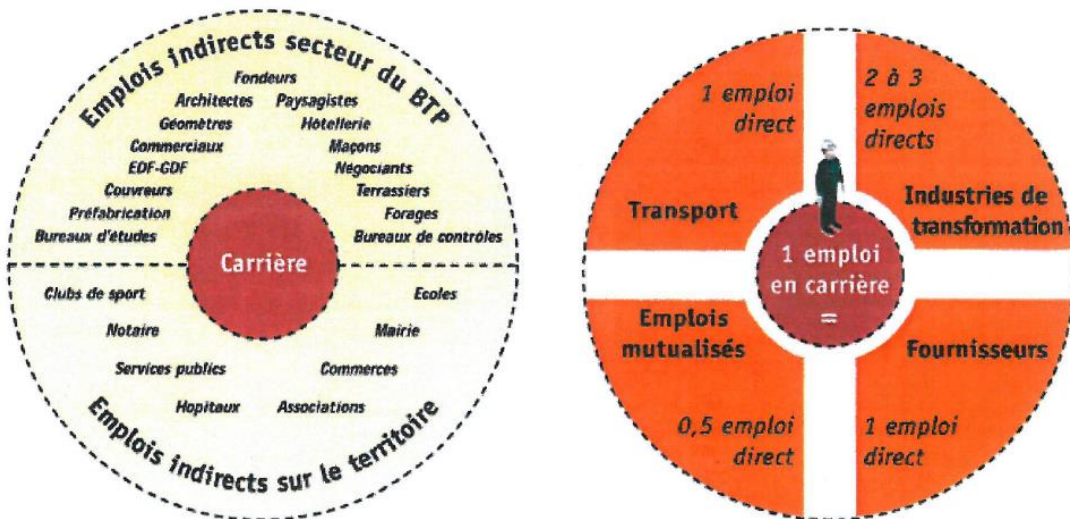 Emplois indirects secteur du BTP
Fondeurs
Architectes
Paysagistes
Géomètres
Hôtellerie
Commerciaux
Maçons
EDF-GDF
Négociants
Couvreurs
Terrassiers
Préfabrication
Forages
Bureaux d'études
Bureaux de contrôles
Carrière
Clubs de sport
Ecoles
Notaire
Mairie
Services publics
Commerces
Hopitaux
Associations
Emplois indirects sur le territoire
1 emploi
direct
Transport
2 à 3
emplois
directs
Industries de
transformation
1 emploi
en carrière
=
Emplois
mutualisés
0,5 emploi
direct
Fournisseurs
1 emploi
direct